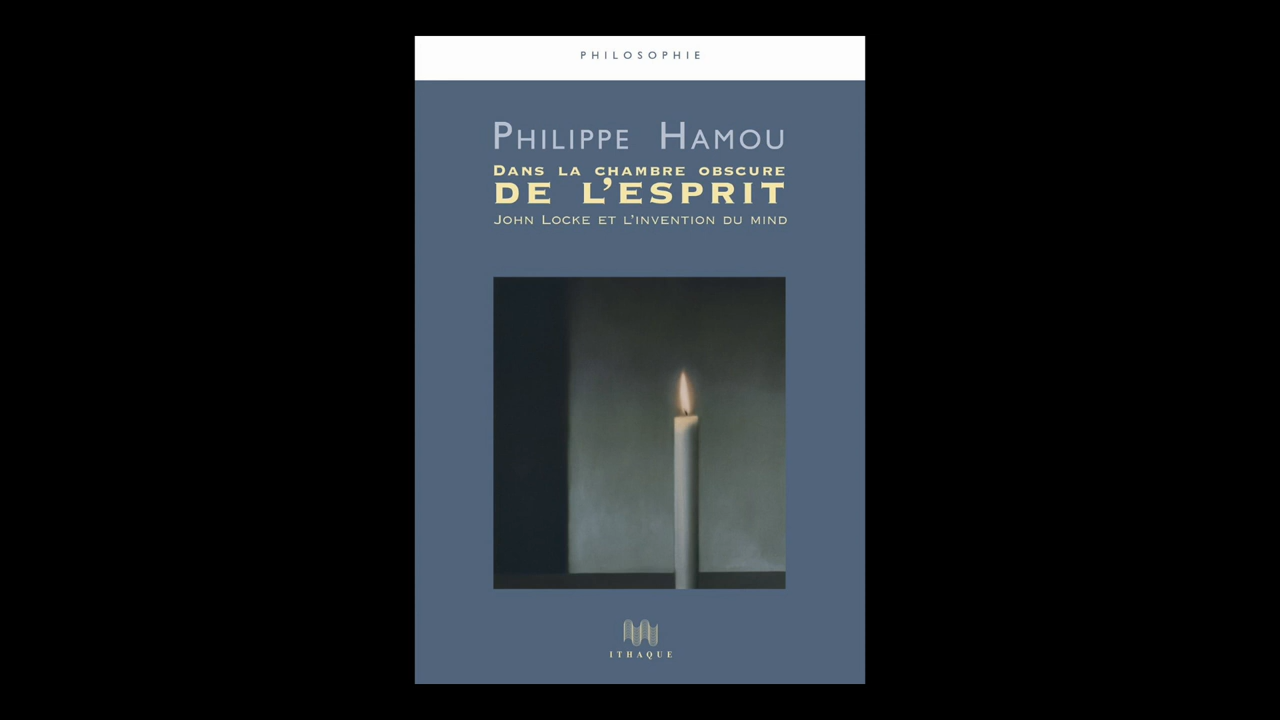 PHILOSOPHIE
PHILIPPE HAMOU
DANS LA CHAMBRE OBSCURE
DE L'ESPRIT
JOHN LOCKE ET L'INVENTION DU MIND
ITHAQUE